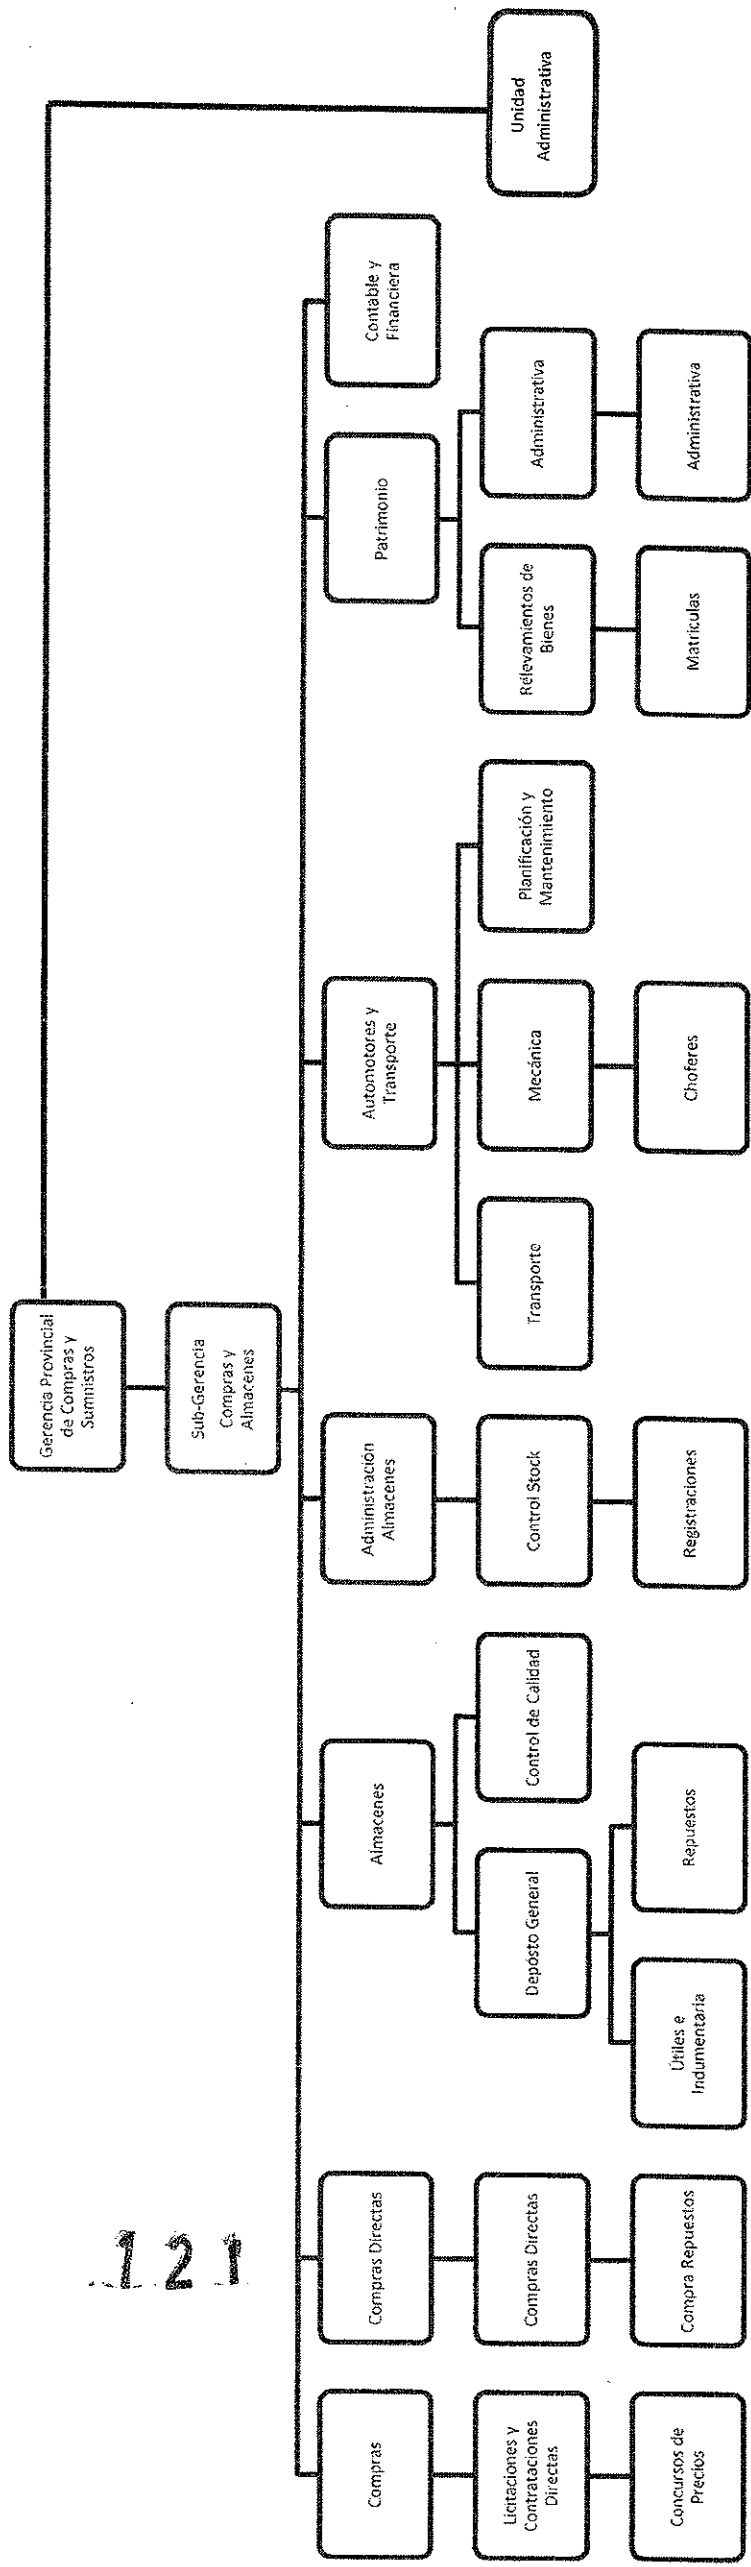 Gerencia Provincial
de Compras y
Suministros
Sub-Gerencia
Compras y
Almacenes
121
Compras
Compras Directas
Almacenes
Administración
Almacenes
Automotores y
Transporte
Patrimonio
Contable y
Financiera
Unidad
Administrativa
Licitaciones y
Contrataciones
Directas
Compras Directas
Depósto General
Control de Calidad
Control Stock
Transporte
Mecánica
Planificación y
Mantenimiento
Relevamientos de
Bienes
Administrativa
Concursos de
Precios
Compra Repuestos
Útiles e
Indumentaria
Repuestos
Registraciones
Choferes
Matriculas
Administrativa